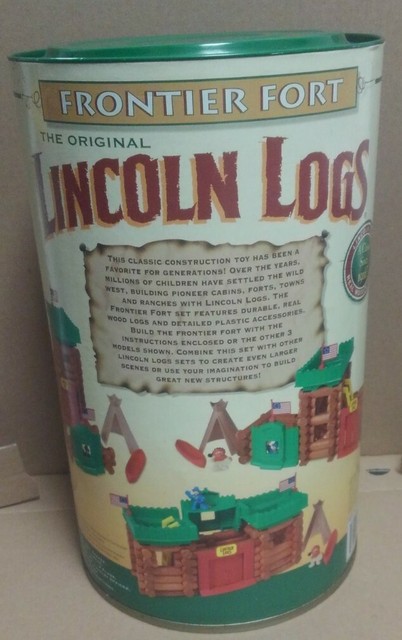 FRONTIER FORT
THE ORIGINAL
LINCOLN LOGS
THIS CLASSIC CONSTRUCTION TOY HAS BEEN A
FAVORITE FOR GENERATIONS! OVER THE YEARS,
MILLIONS OF CHILDREN HAVE SETTLED THE WILD
WEST, BUILDING PIONEER CABINS, FORTS, TOWNS
AND RANCHES WITH LINCOLN LOGS. THE
FRONTIER FORT SET FEATURES DURABLE, REAL
WOOD LOGS AND DETAILED PLASTIC ACCESSORIES.
BUILD THE FRONTIER FORT WITH THE
INSTRUCTIONS ENCLOSED OR THE OTHER 3
MODELS SHOWN. COMBINE THIS SET WITH OTHER
LINCOLN LOGS SETS TO CREATE EVEN LARGER
SCENES OR USE YOUR IMAGINATION TO BUILD
GREAT NEW STRUCTURES!